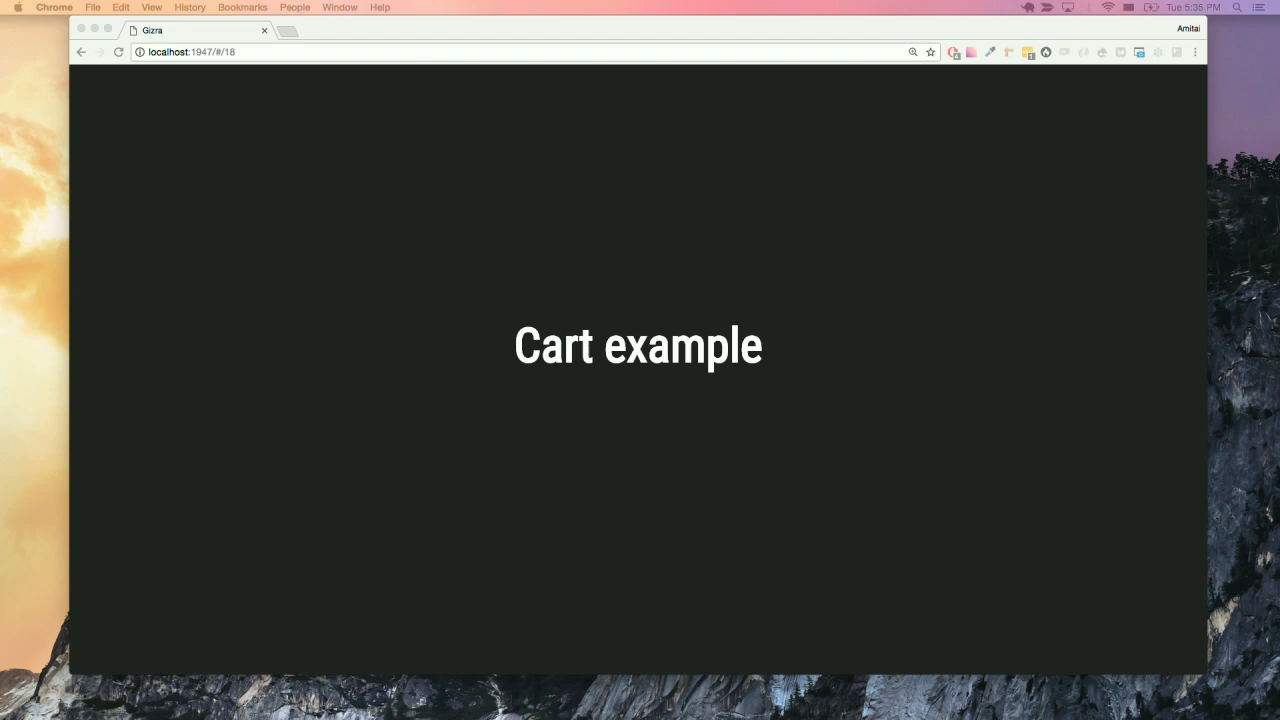 Chrome File Edit View History Bookmarks People Window Help Tue 5:35 PM
Gizra Amitai
localhost:1947/#/18
Cart example